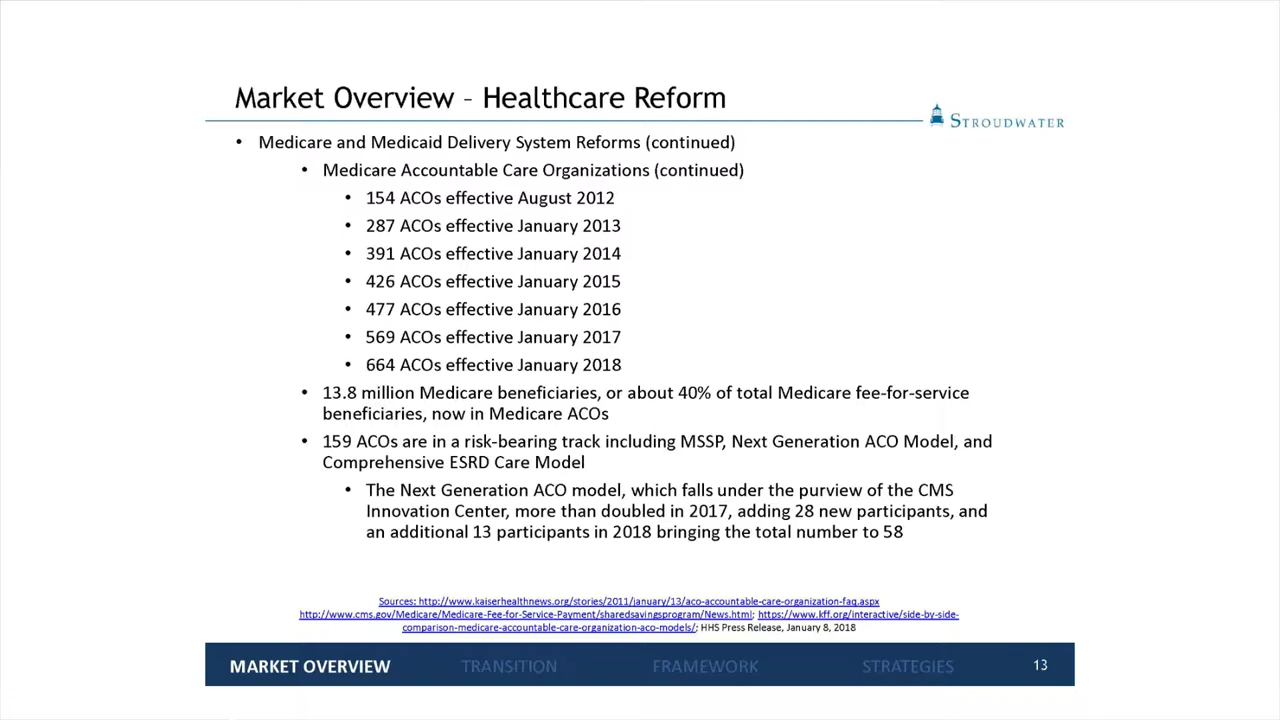 Market Overview – Healthcare Reform
STROUDWATER
• Medicare and Medicaid Delivery System Reforms (continued)
• Medicare Accountable Care Organizations (continued)
• 154 ACOs effective August 2012
• 287 ACOs effective January 2013
• 391 ACOs effective January 2014
• 426 ACOs effective January 2015
• 477 ACOs effective January 2016
• 569 ACOs effective January 2017
• 664 ACOs effective January 2018
• 13.8 million Medicare beneficiaries, or about 40% of total Medicare fee-for-service
beneficiaries, now in Medicare ACOs
• 159 ACOs are in a risk-bearing track including MSSP, Next Generation ACO Model, and
Comprehensive ESRD Care Model
• The Next Generation ACO model, which falls under the purview of the CMS
Innovation Center, more than doubled in 2017, adding 28 new participants, and
an additional 13 participants in 2018 bringing the total number to 58
Sources: http://www.kaiserhealthnews.org/stories/2011/january/13/aco-accountable-care-organization-faq.aspx
http://www.cms.gov/Medicare/Medicare-Fee-for-Service-Payment/sharedsavingsprogram/News.html; https://www.kff.org/interactive/side-by-side-
comparison-medicare-accountable-care-organization-aco-models/; HHS Press Release, January 8, 2018
MARKET OVERVIEW TRANSITION FRAMEWORK STRATEGIES 13